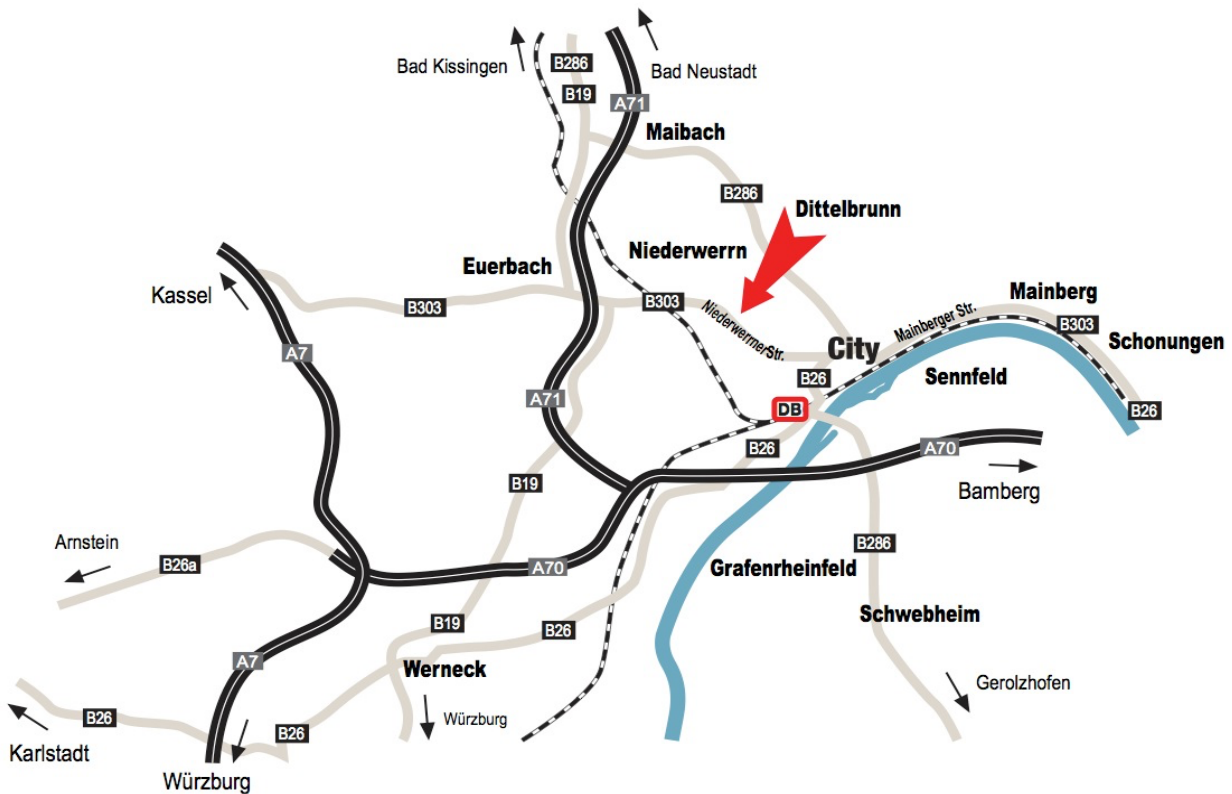 Bad Kissingen
B286
Bad Neustadt
B19
A71
Maibach
B286
Dittelbrunn
Niederwerrn
Euerbach
Kassel
B303
B303
Niederwerrner Str.
Mainberger Str.
Mainberg
B303
Schonungen
City
A7
B26
Sennfeld
A71
DB
B26
B26
A70
B19
Bamberg
Arnstein
B26a
A70
B286
Grafenrheinfeld
Schwebheim
B19
B26
A7
Werneck
Gerolzhofen
B26
B26
Würzburg
Karlstadt
Würzburg